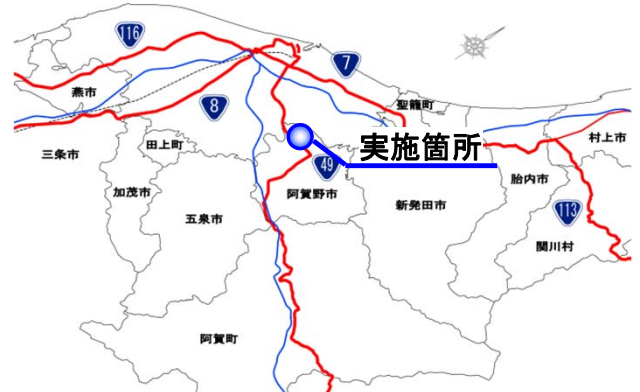 116
7
燕市
8
聖籠町
三条市
田上町
実施箇所
村上市
49
加茂市
阿賀野市
胎内市
五泉市
新発田市
113
関川村
阿賀町